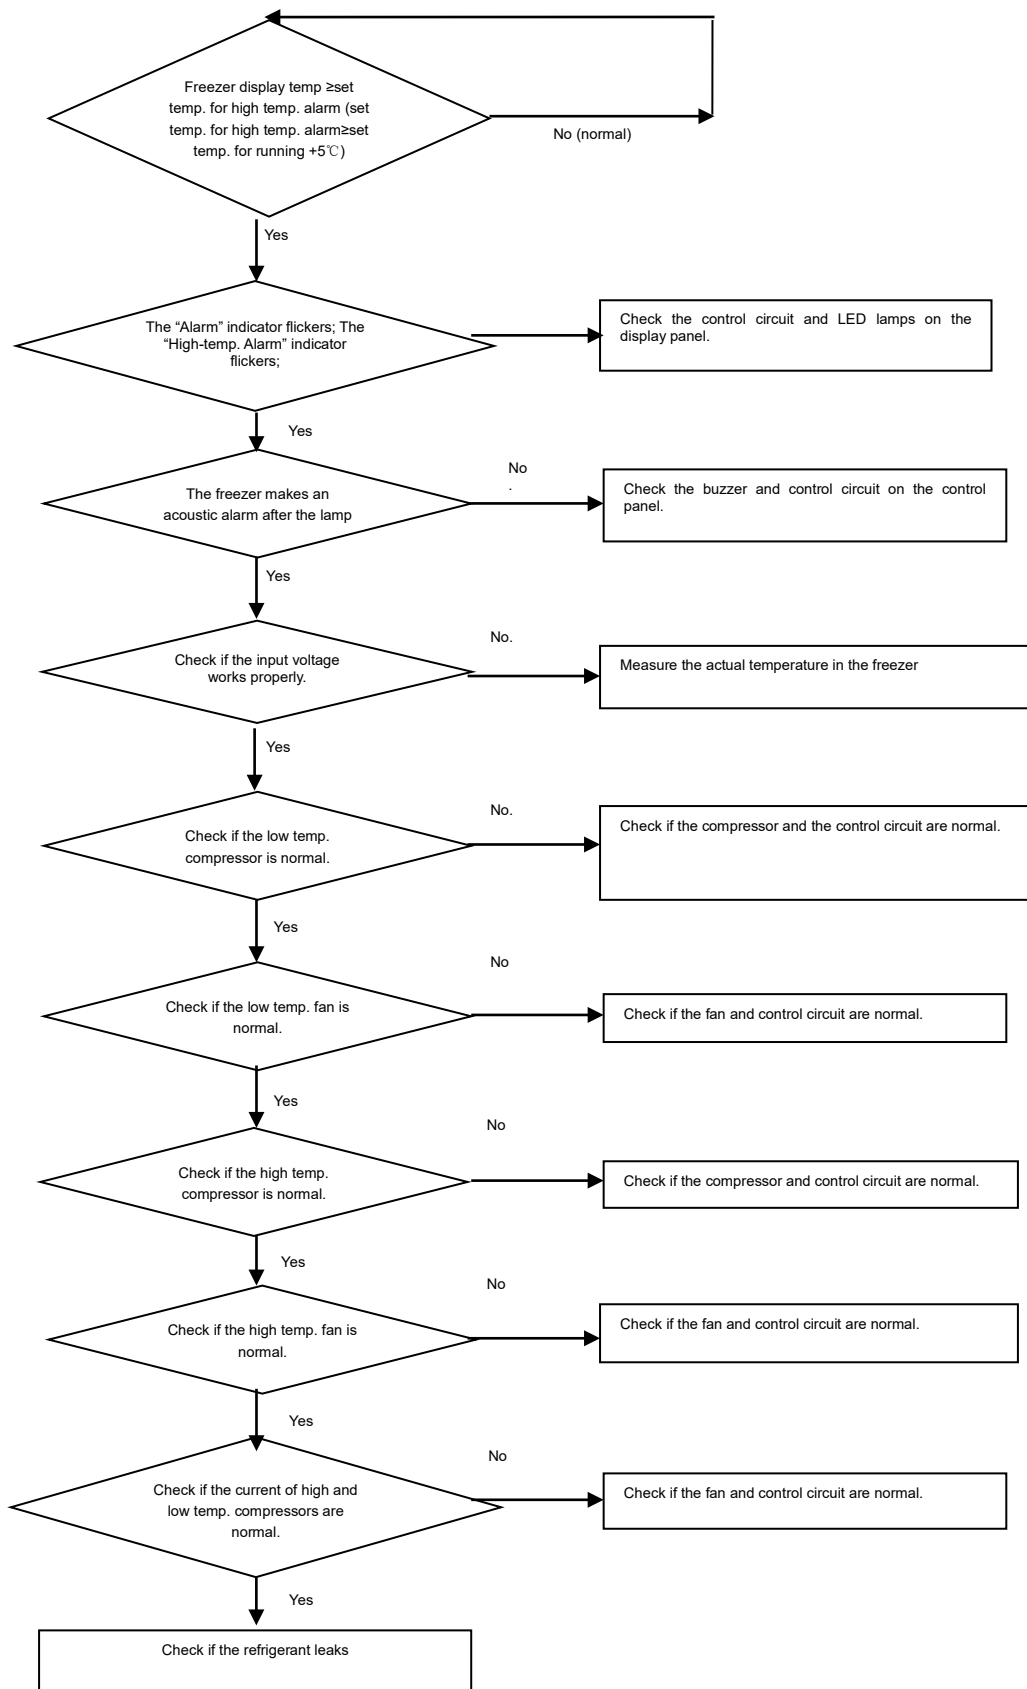 Freezer display temp ≥set
temp. for high temp. alarm (set
temp. for high temp. alarm≥set
temp. for running +5℃)
No (normal)
Yes
The “Alarm” indicator flickers; The
“High-temp. Alarm” indicator
flickers;
Check the control circuit and LED lamps on the
display panel.
Yes
The freezer makes an
acoustic alarm after the lamp
No
.
Check the buzzer and control circuit on the control
panel.
Yes
Check if the input voltage
works properly.
No.
Measure the actual temperature in the freezer
Yes
Check if the low temp.
compressor is normal.
No.
Check if the compressor and the control circuit are normal.
Yes
Check if the low temp. fan is
normal.
No
Check if the fan and control circuit are normal.
Yes
Check if the high temp.
compressor is normal.
No
Check if the compressor and control circuit are normal.
Yes
Check if the high temp. fan is
normal.
No
Check if the fan and control circuit are normal.
Yes
Check if the current of high and
low temp. compressors are
normal.
No
Check if the fan and control circuit are normal.
Yes
Check if the refrigerant leaks